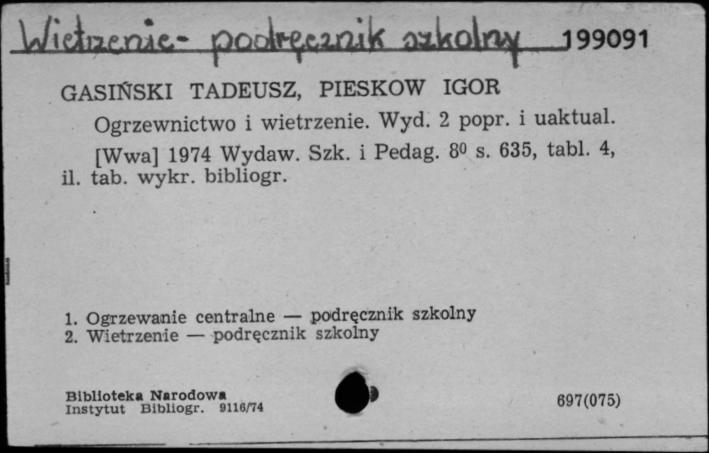 Wietrzenie - podręcznik szkolny 199091
GASIŃSKI TADEUSZ, PIESKOW IGOR
Ogrzewnictwo i wietrzenie. Wyd. 2 popr. i uaktual.
[Wwa] 1974 Wydaw. Szk. i Pedag. 8⁰ s. 635, tabl. 4,
il. tab. wykr. bibliogr.
1. Ogrzewanie centralne — podręcznik szkolny
2. Wietrzenie — podręcznik szkolny
Biblioteka Narodowa
Instytut Bibliogr. 9116/74
697(075)